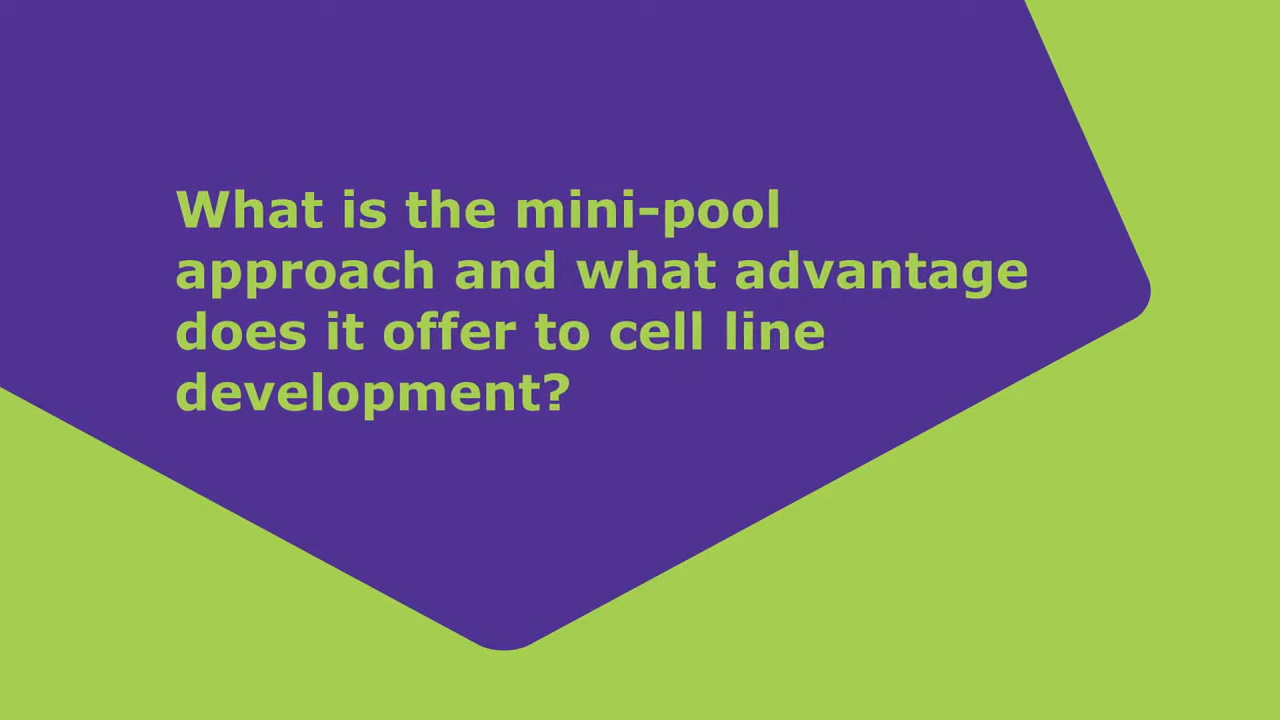 What is the mini-pool
approach and what advantage
does it offer to cell line
development?